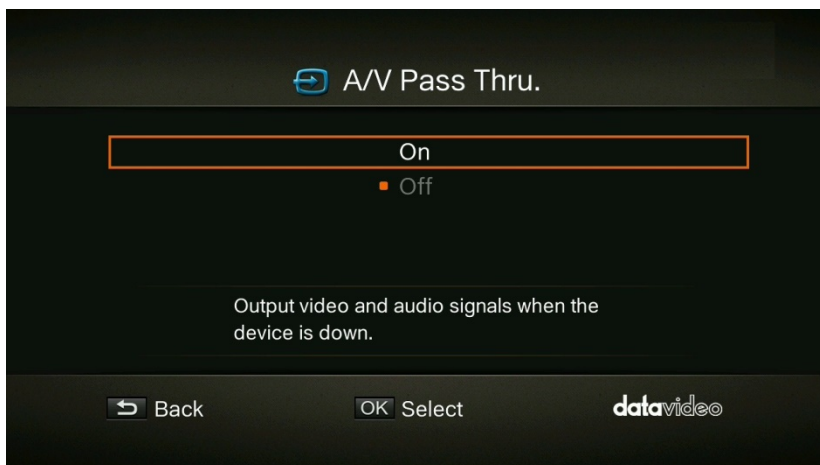 A/V Pass Thru.
On
Off
Output video and audio signals when the
device is down.
Back
OK Select
datavideo